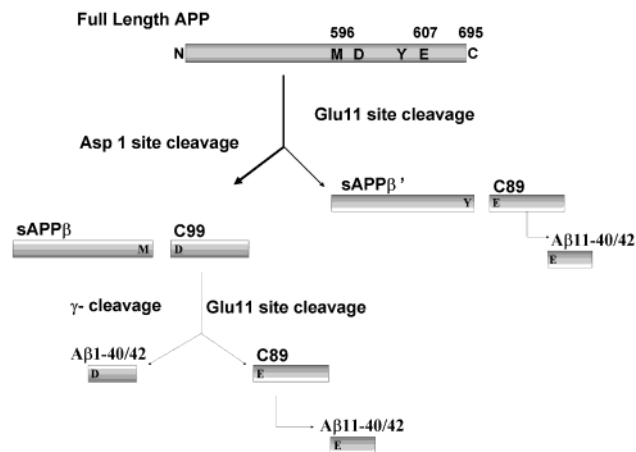 Full Length APP
596 607 695
N M D Y E C
Glu11 site cleavage
Asp 1 site cleavage
sAPPβ' C89
Y E
Aβ11-40/42
E
sAPPβ C99
M D
γ- cleavage Glu11 site cleavage
Aβ1-40/42 C89
D E
Aβ11-40/42
E